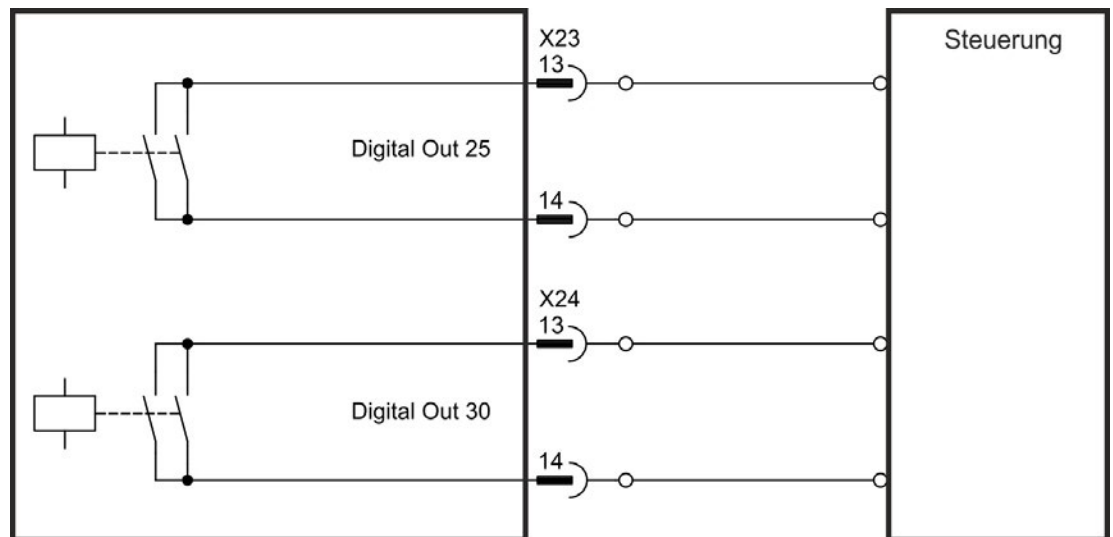 X23
13
Steuerung
Digital Out 25
14
X24
13
Digital Out 30
14